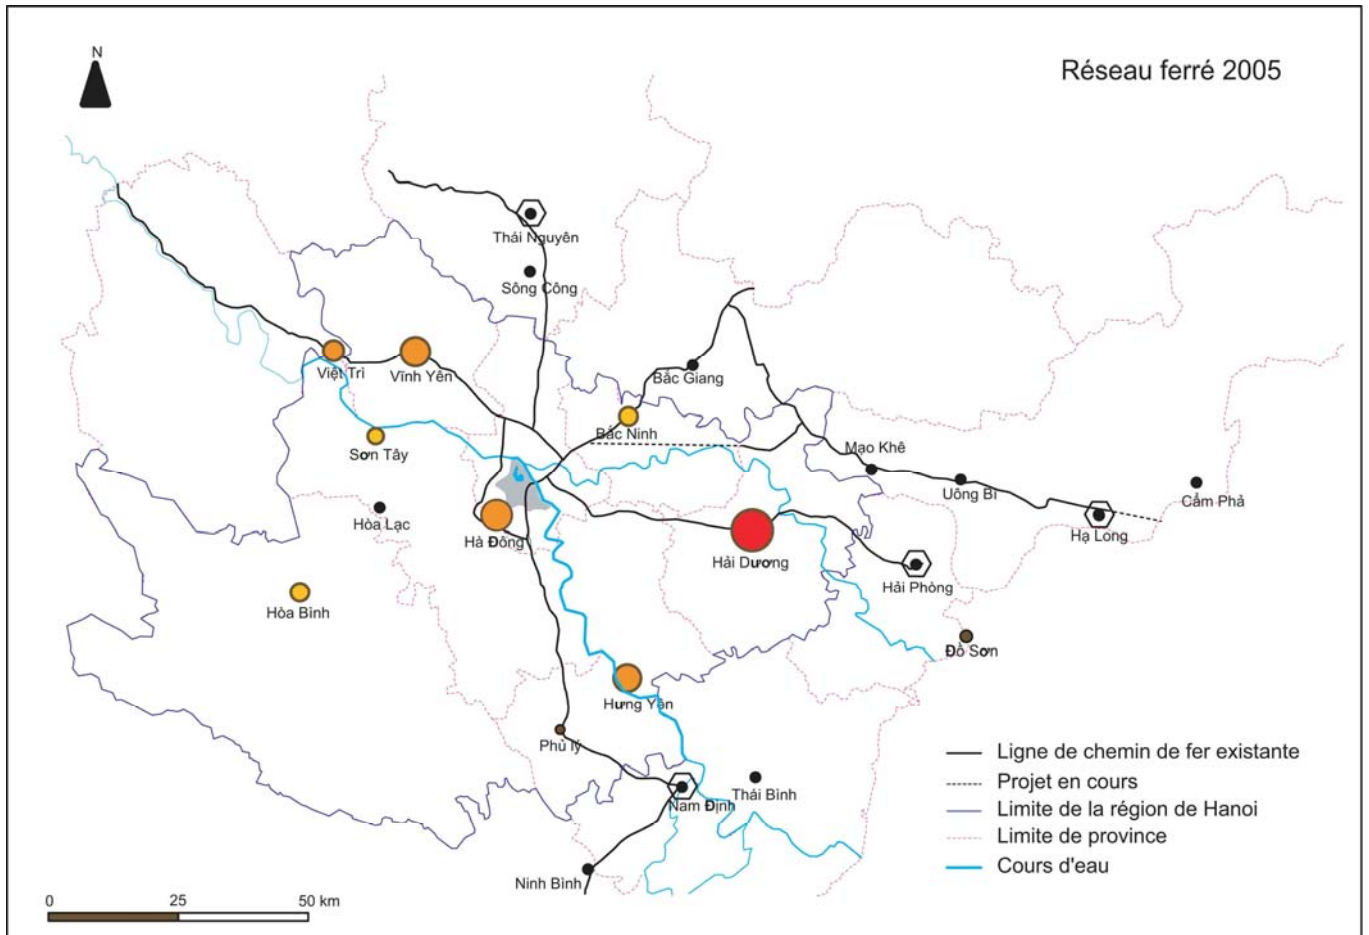 N
Réseau ferré 2005
Thái Nguyên
Sông Công
Việt Trì
Vĩnh Yên
Bắc Giang
Bắc Ninh
Sơn Tây
Mạo Khê
Uông Bí
Cẩm Phả
Hòa Lạc
Hà Đông
Hạ Long
Hải Dương
Hải Phòng
Hòa Bình
Đồ Sơn
Hưng Yên
Phủ lý
Thái Bình
Nam Định
Ninh Bình
Ligne de chemin de fer existante
Projet en cours
Limite de la région de Hanoi
Limite de province
Cours d'eau
0 25 50 km